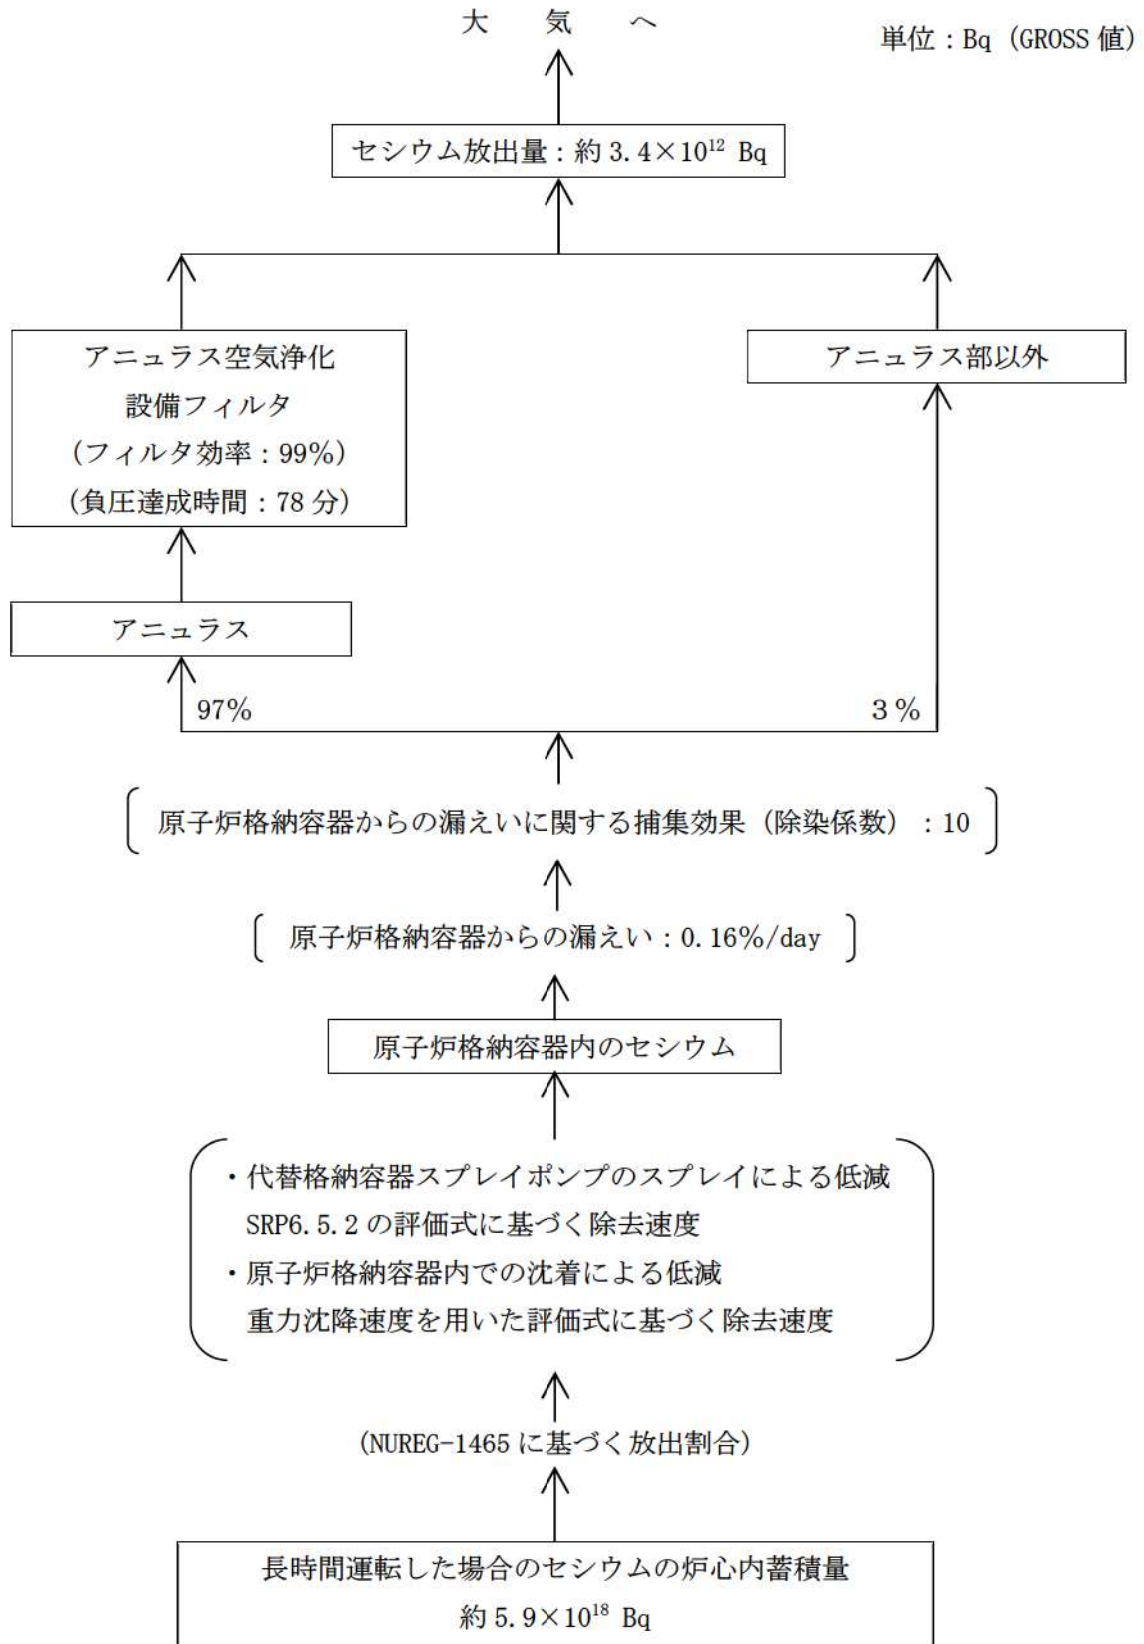 大　気　へ
単位：Bq（GROSS 値）
セシウム放出量：約 3.4×10¹² Bq
アニュラス空気浄化
設備フィルタ
（フィルタ効率：99%）
（負圧達成時間：78 分）
アニュラス部以外
アニュラス
97%
３%
原子炉格納容器からの漏えいに関する捕集効果（除染係数）：10
原子炉格納容器からの漏えい：0.16%/day
原子炉格納容器内のセシウム
・代替格納容器スプレイポンプのスプレイによる低減
SRP6.5.2 の評価式に基づく除去速度
・原子炉格納容器内での沈着による低減
重力沈降速度を用いた評価式に基づく除去速度
（NUREG-1465 に基づく放出割合）
長時間運転した場合のセシウムの炉心内蓄積量
約 5.9×10¹⁸ Bq